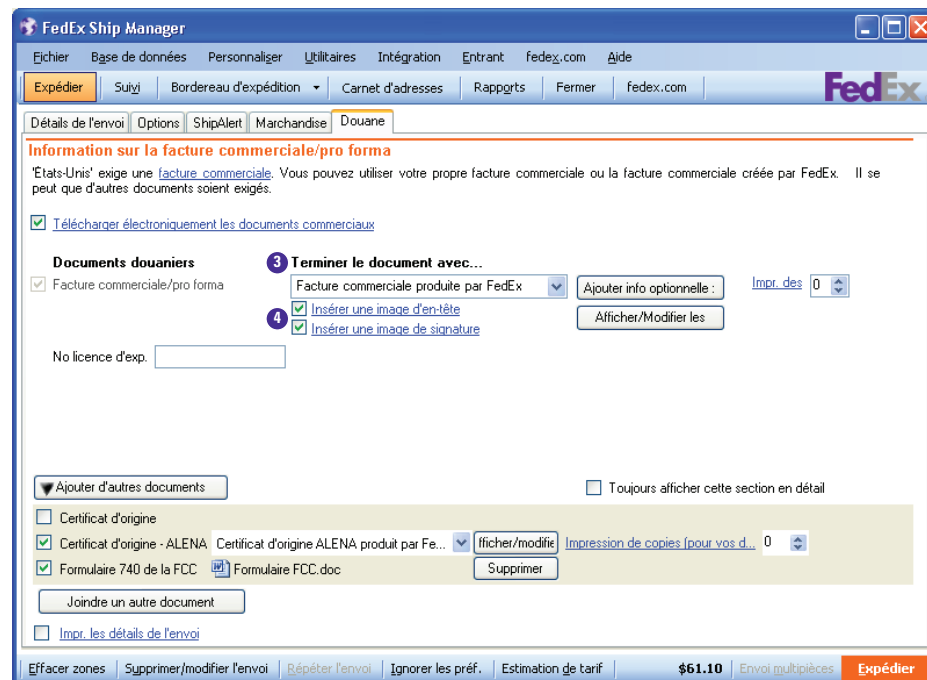 FedEx Ship Manager
Fichier Base de données Personnaliser Utilitaires Intégration Entrant fedex.com Aide
Expédier Suivi Bordereau d'expédition Carnet d'adresses Rapports Fermer fedex.com FedEx
Détails de l'envoi Options ShipAlert Marchandise Douane
Information sur la facture commerciale/pro forma
'États-Unis' exige une facture commerciale. Vous pouvez utiliser votre propre facture commerciale ou la facture commerciale créée par FedEx. Il se
peut que d'autres documents soient exigés.
Télécharger électroniquement les documents commerciaux
Documents douaniers 3 Terminer le document avec...
Facture commerciale/pro forma Facture commerciale produite par FedEx Ajouter info optionnelle : Impr. des 0
4 Insérer une image d'en-tête
Insérer une image de signature Afficher/Modifier les
No licence d'exp.
Ajouter d'autres documents Toujours afficher cette section en détail
Certificat d'origine
Certificat d'origine - ALENA Certificat d'origine ALENA produit par Fe... fficher/modifie Impression de copies (pour vos d... 0
Formulaire 740 de la FCC Formulaire FCC.doc Supprimer
Joindre un autre document
Impr. les détails de l'envoi
Effacer zones Supprimer/modifier l'envoi Répéter l'envoi Ignorer les préf. Estimation de tarif $61.10 Envoi multipièces Expédier